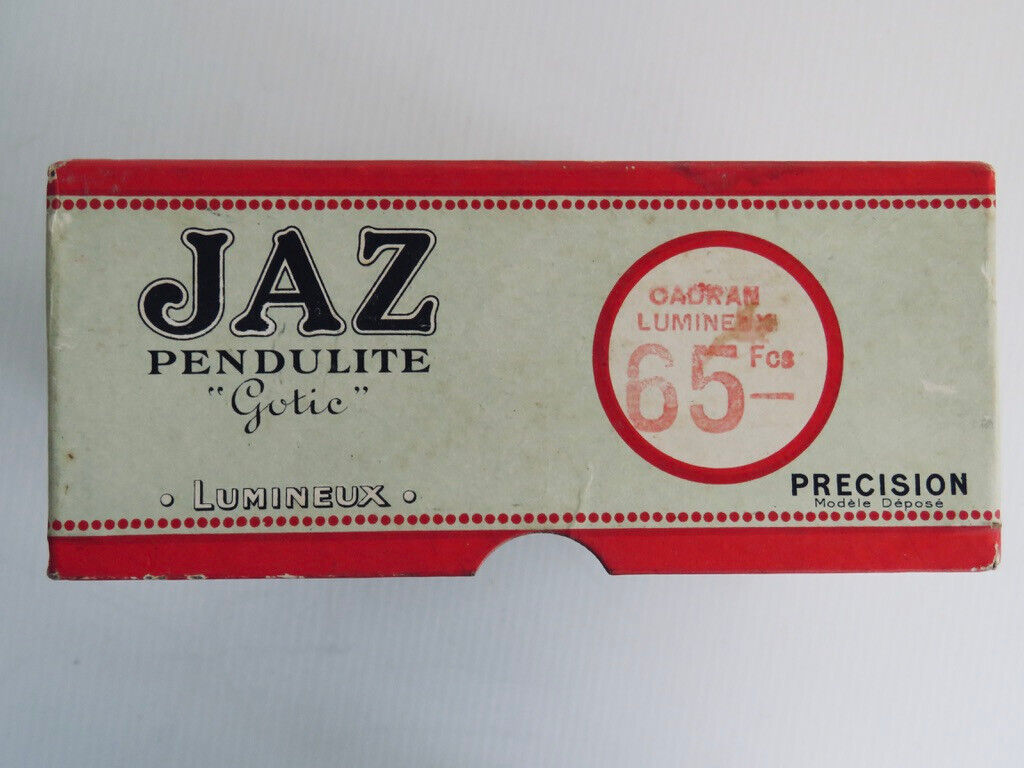 JAZ
PENDULITE
"Gotic"
• LUMINEUX •
CADRAN
LUMINEUX
65 Fcs —
PRECISION
Modèle Déposé